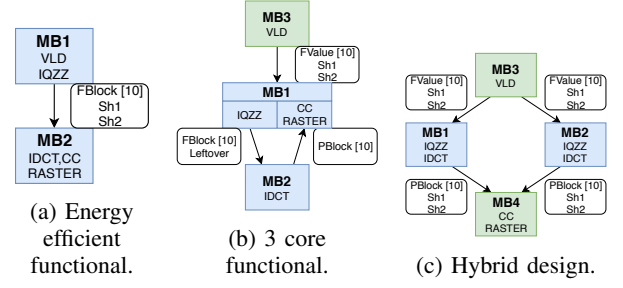 MB1
VLD
IQZZ
FBlock [10]
Sh1
Sh2
MB2
IDCT,CC
RASTER
(a) Energy
efficient
functional.
MB3
VLD
FValue [10]
Sh1
Sh2
MB1
IQZZ
CC
RASTER
FBlock [10]
Leftover
PBlock [10]
MB2
IDCT
(b) 3 core
functional.
MB3
VLD
FValue [10]
Sh1
Sh2
FValue [10]
Sh1
Sh2
MB1
IQZZ
IDCT
MB2
IQZZ
IDCT
PBlock [10]
Sh1
Sh2
PBlock [10]
Sh1
Sh2
MB4
CC
RASTER
(c) Hybrid design.